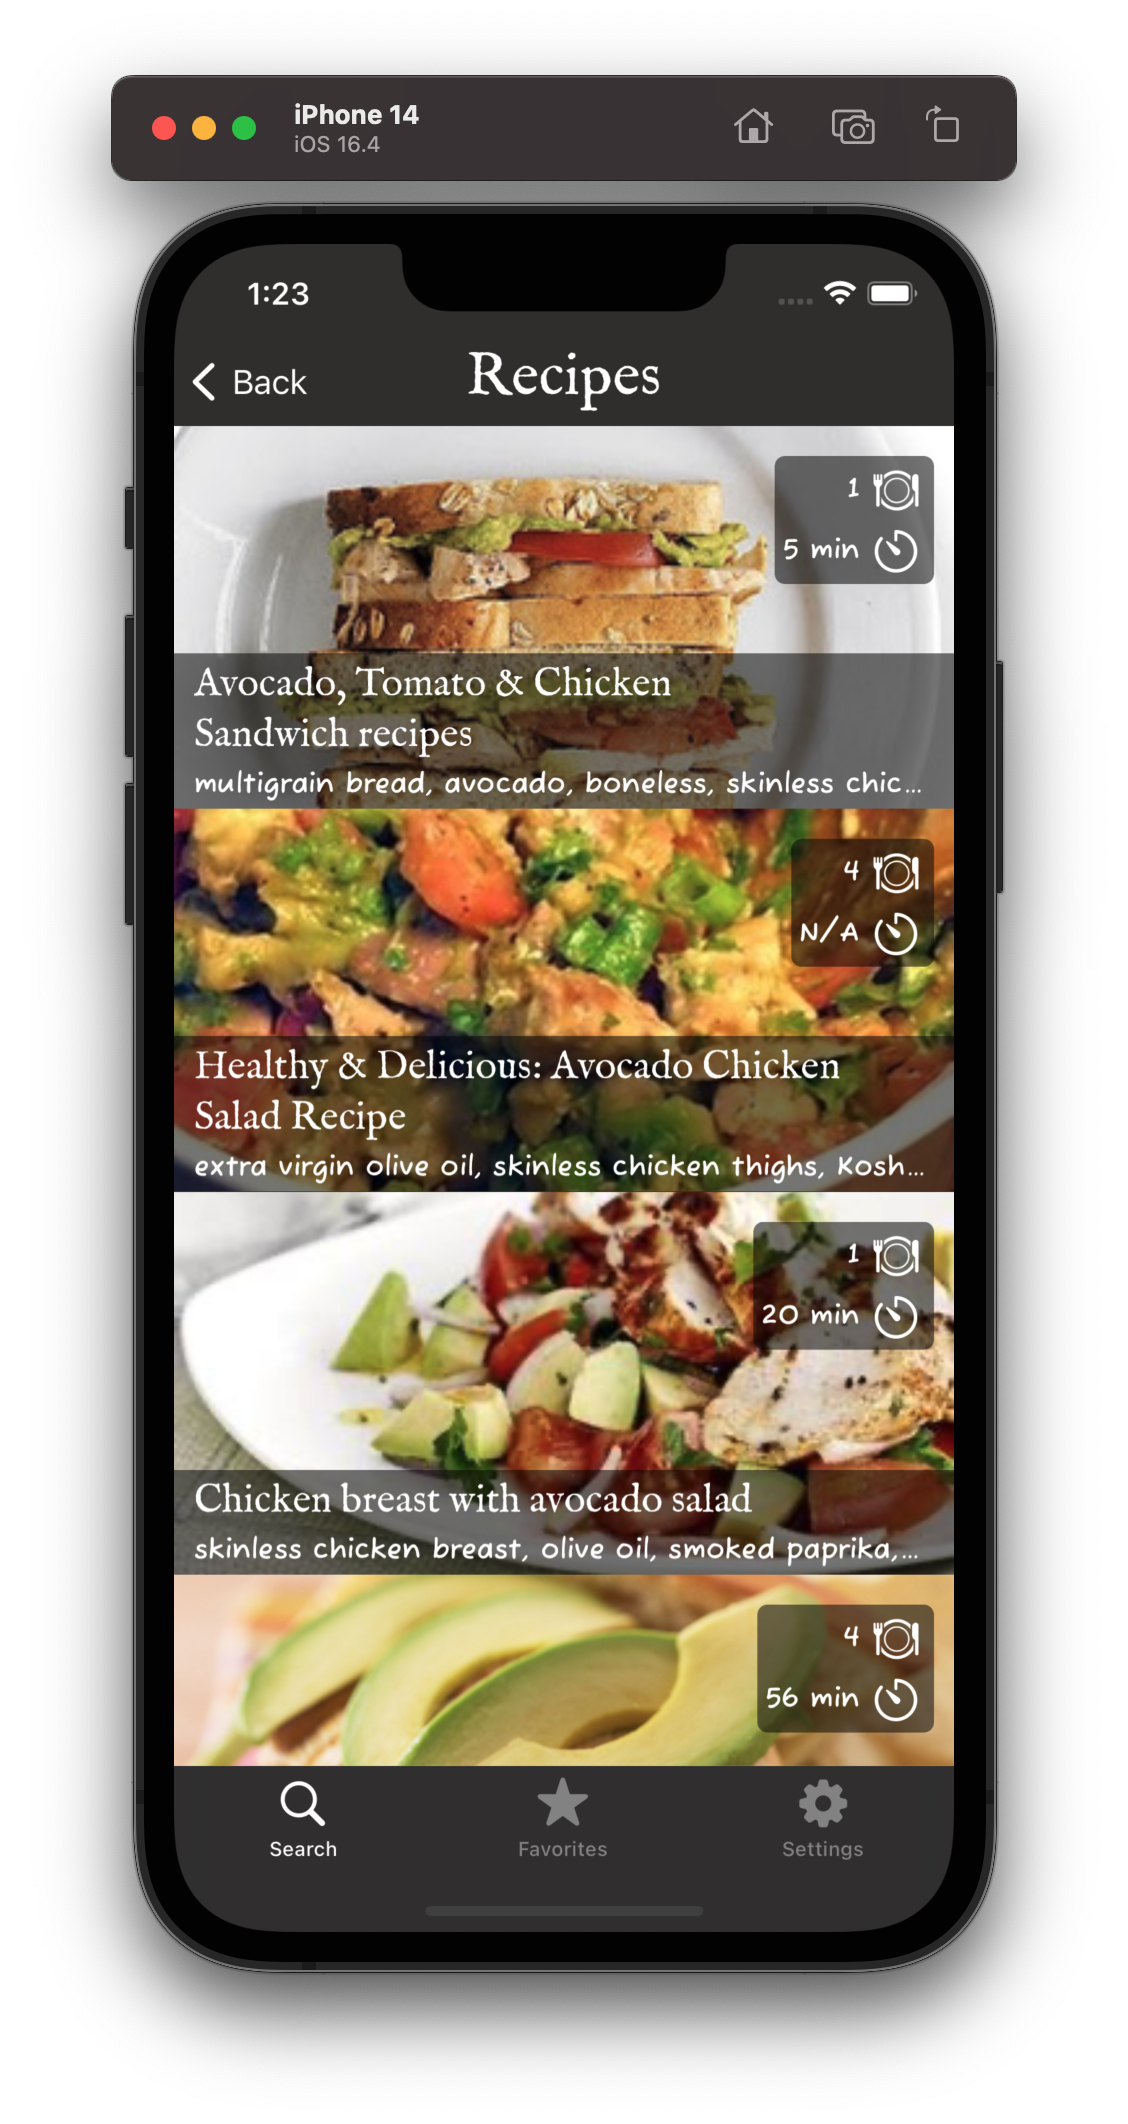 iPhone 14
iOS 16.4
1:23
Back
Recipes
1
5 min
Avocado, Tomato & Chicken
Sandwich recipes
multigrain bread, avocado, boneless, skinless chic...
4
N/A
Healthy & Delicious: Avocado Chicken
Salad Recipe
extra virgin olive oil, skinless chicken thighs, Kosh...
1
20 min
Chicken breast with avocado salad
skinless chicken breast, olive oil, smoked paprika,...
4
56 min
Search
Favorites
Settings